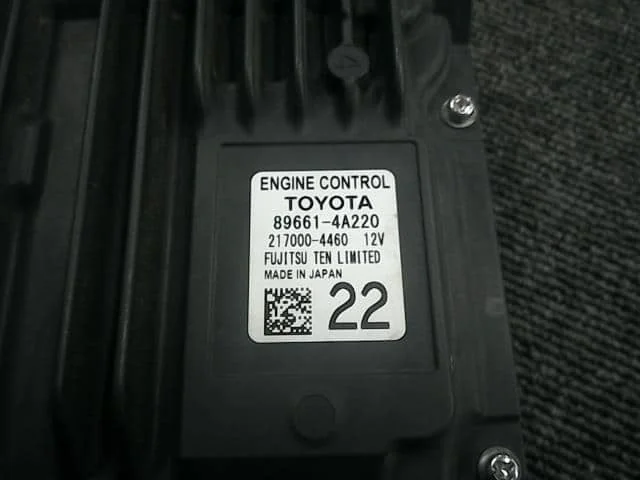 ENGINE CONTROL
TOYOTA
89661-4A220
217000-4460 12V
FUJITSU TEN LIMITED
MADE IN JAPAN
22